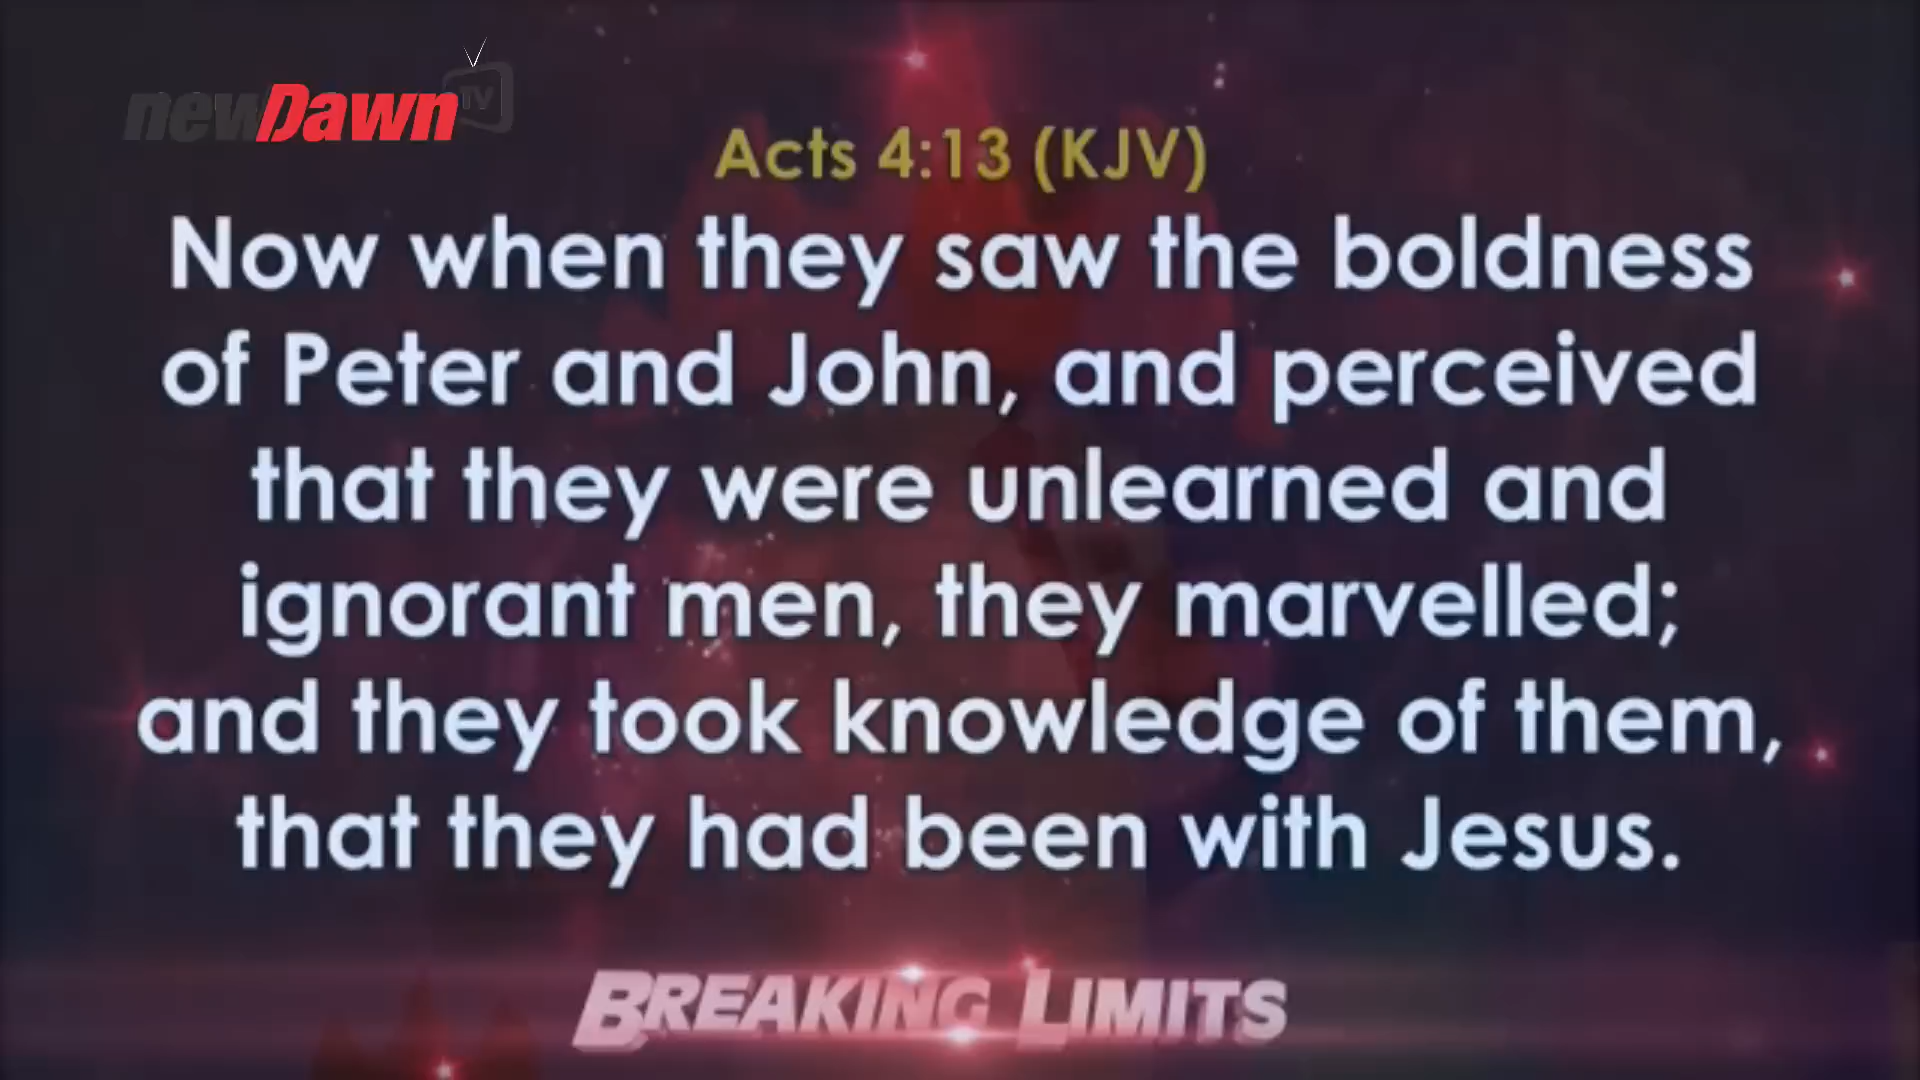 newDawn TV
Acts 4:13 (KJV)
Now when they saw the boldness
of Peter and John, and perceived
that they were unlearned and
ignorant men, they marvelled;
and they took knowledge of them,
that they had been with Jesus.
BREAKING LIMITS